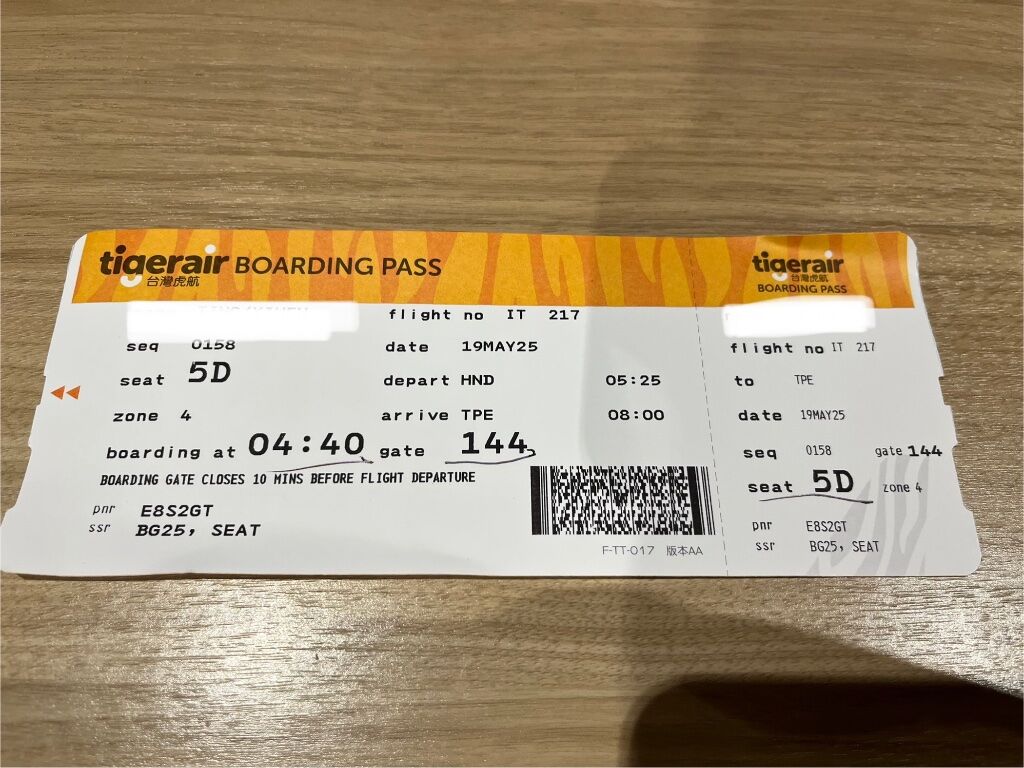 tigerair BOARDING PASS
台灣虎航
flight no IT 217
seq 0158
date 19MAY25
seat 5D
depart HND 05:25
zone 4
arrive TPE 08:00
boarding at 04:40 gate 144
BOARDING GATE CLOSES 10 MINS BEFORE FLIGHT DEPARTURE
pnr E8S2GT
ssr BG25, SEAT
F-TT-017 版本AA
tigerair
台灣虎航
BOARDING PASS
flight no IT 217
to TPE
date 19MAY25
seq 0158 gate 144
seat 5D zone 4
pnr E8S2GT
ssr BG25, SEAT